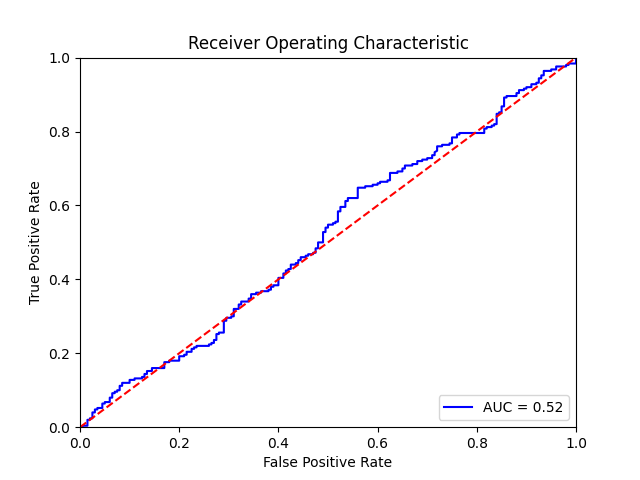 Receiver Operating Characteristic
1.0
0.8
0.6
0.4
0.2
0.0
True Positive Rate
AUC = 0.52
0.0 0.2 0.4 0.6 0.8 1.0
False Positive Rate